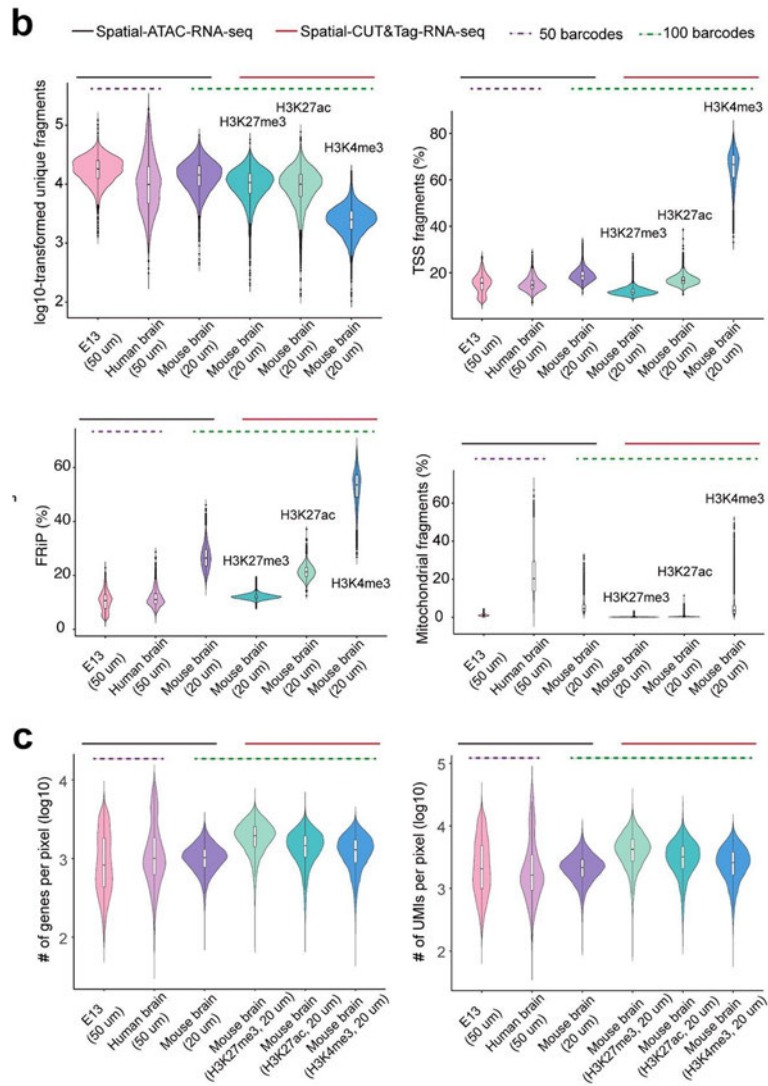 b
Spatial-ATAC-RNA-seq Spatial-CUT&Tag-RNA-seq 50 barcodes 100 barcodes
log10-transformed unique fragments
5
4
3
2
H3K27me3
H3K27ac
H3K4me3
E13
(50 um)
Human brain
(50 um)
Mouse brain
(20 um)
Mouse brain
(20 um)
Mouse brain
(20 um)
Mouse brain
(20 um)
TSS fragments (%)
80
60
40
20
H3K4me3
H3K27ac
H3K27me3
E13
(50 um)
Human brain
(50 um)
Mouse brain
(20 um)
Mouse brain
(20 um)
Mouse brain
(20 um)
Mouse brain
(20 um)
FRiP (%)
60
40
20
0
H3K27ac
H3K27me3
H3K4me3
E13
(50 um)
Human brain
(50 um)
Mouse brain
(20 um)
Mouse brain
(20 um)
Mouse brain
(20 um)
Mouse brain
(20 um)
Mitochondrial fragments (%)
60
40
20
0
H3K4me3
H3K27ac
H3K27me3
E13
(50 um)
Human brain
(50 um)
Mouse brain
(20 um)
Mouse brain
(20 um)
Mouse brain
(20 um)
Mouse brain
(20 um)
c
# of genes per pixel (log10)
4
3
2
E13
(50 um)
Human brain
(50 um)
Mouse brain
(20 um)
Mouse brain
(H3K27me3, 20 um)
Mouse brain
(H3K27ac, 20 um)
Mouse brain
(H3K4me3, 20 um)
# of UMIs per pixel (log10)
5
4
3
2
E13
(50 um)
Human brain
(50 um)
Mouse brain
(20 um)
Mouse brain
(H3K27me3, 20 um)
Mouse brain
(H3K27ac, 20 um)
Mouse brain
(H3K4me3, 20 um)